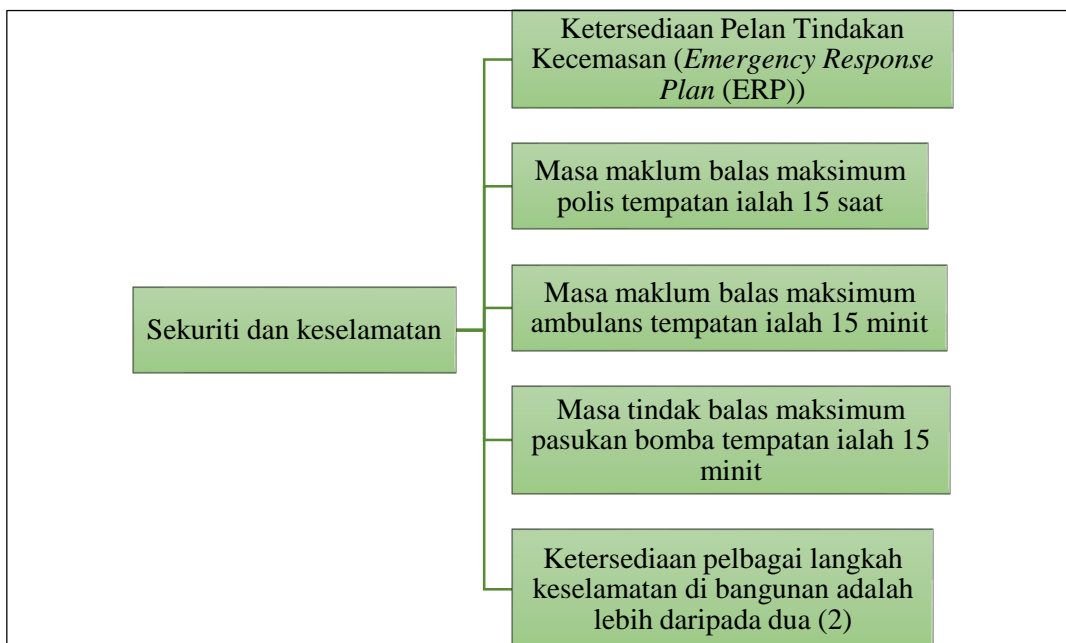 Ketersediaan Pelan Tindakan
Kecemasan (Emergency Response
Plan (ERP))
Masa maklum balas maksimum
polis tempatan ialah 15 saat
Masa maklum balas maksimum
ambulans tempatan ialah 15 minit
Sekuriti dan keselamatan
Masa tindak balas maksimum
pasukan bomba tempatan ialah 15
minit
Ketersediaan pelbagai langkah
keselamatan di bangunan adalah
lebih daripada dua (2)